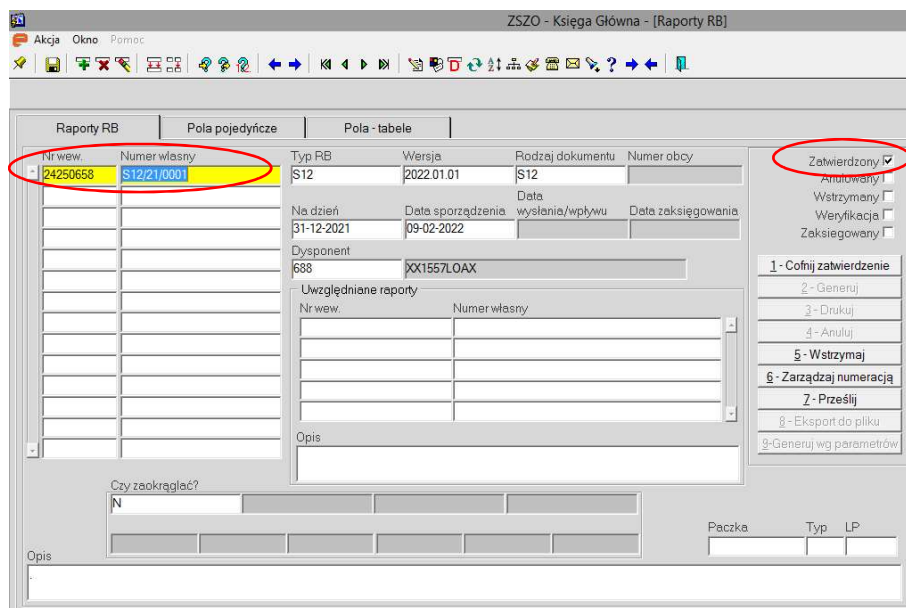 ZSZO - Księga Główna - [Raporty RB]
Akcja Okno Pomoc
Raporty RB Pola pojedyńcze Pola - tabele
Nr wew. Numer własny Typ RB Wersja Rodzaj dokumentu Numer obcy Zatwierdzony
24250658 S12/21/0001 S12 2022.01.01 S12 Anulowany
Wstrzymany
Weryfikacja
Zaksiegowany
Na dzień Data sporządzenia Data wysłania/wpływu Data zaksięgowania
31-12-2021 09-02-2022
Dysponent
688 XX1557LOAX
Uwzględniane raporty
Nr wew. Numer własny
Opis
1 - Cofnij zatwierdzenie
2 - Generuj
3 - Drukuj
4 - Anuluj
5 - Wstrzymaj
6 - Zarządzaj numeracją
7 - Prześlij
8 - Eksport do pliku
9-Generuj wg parametrów
Czy zaokrąglać?
N
Paczka Typ LP
Opis
.